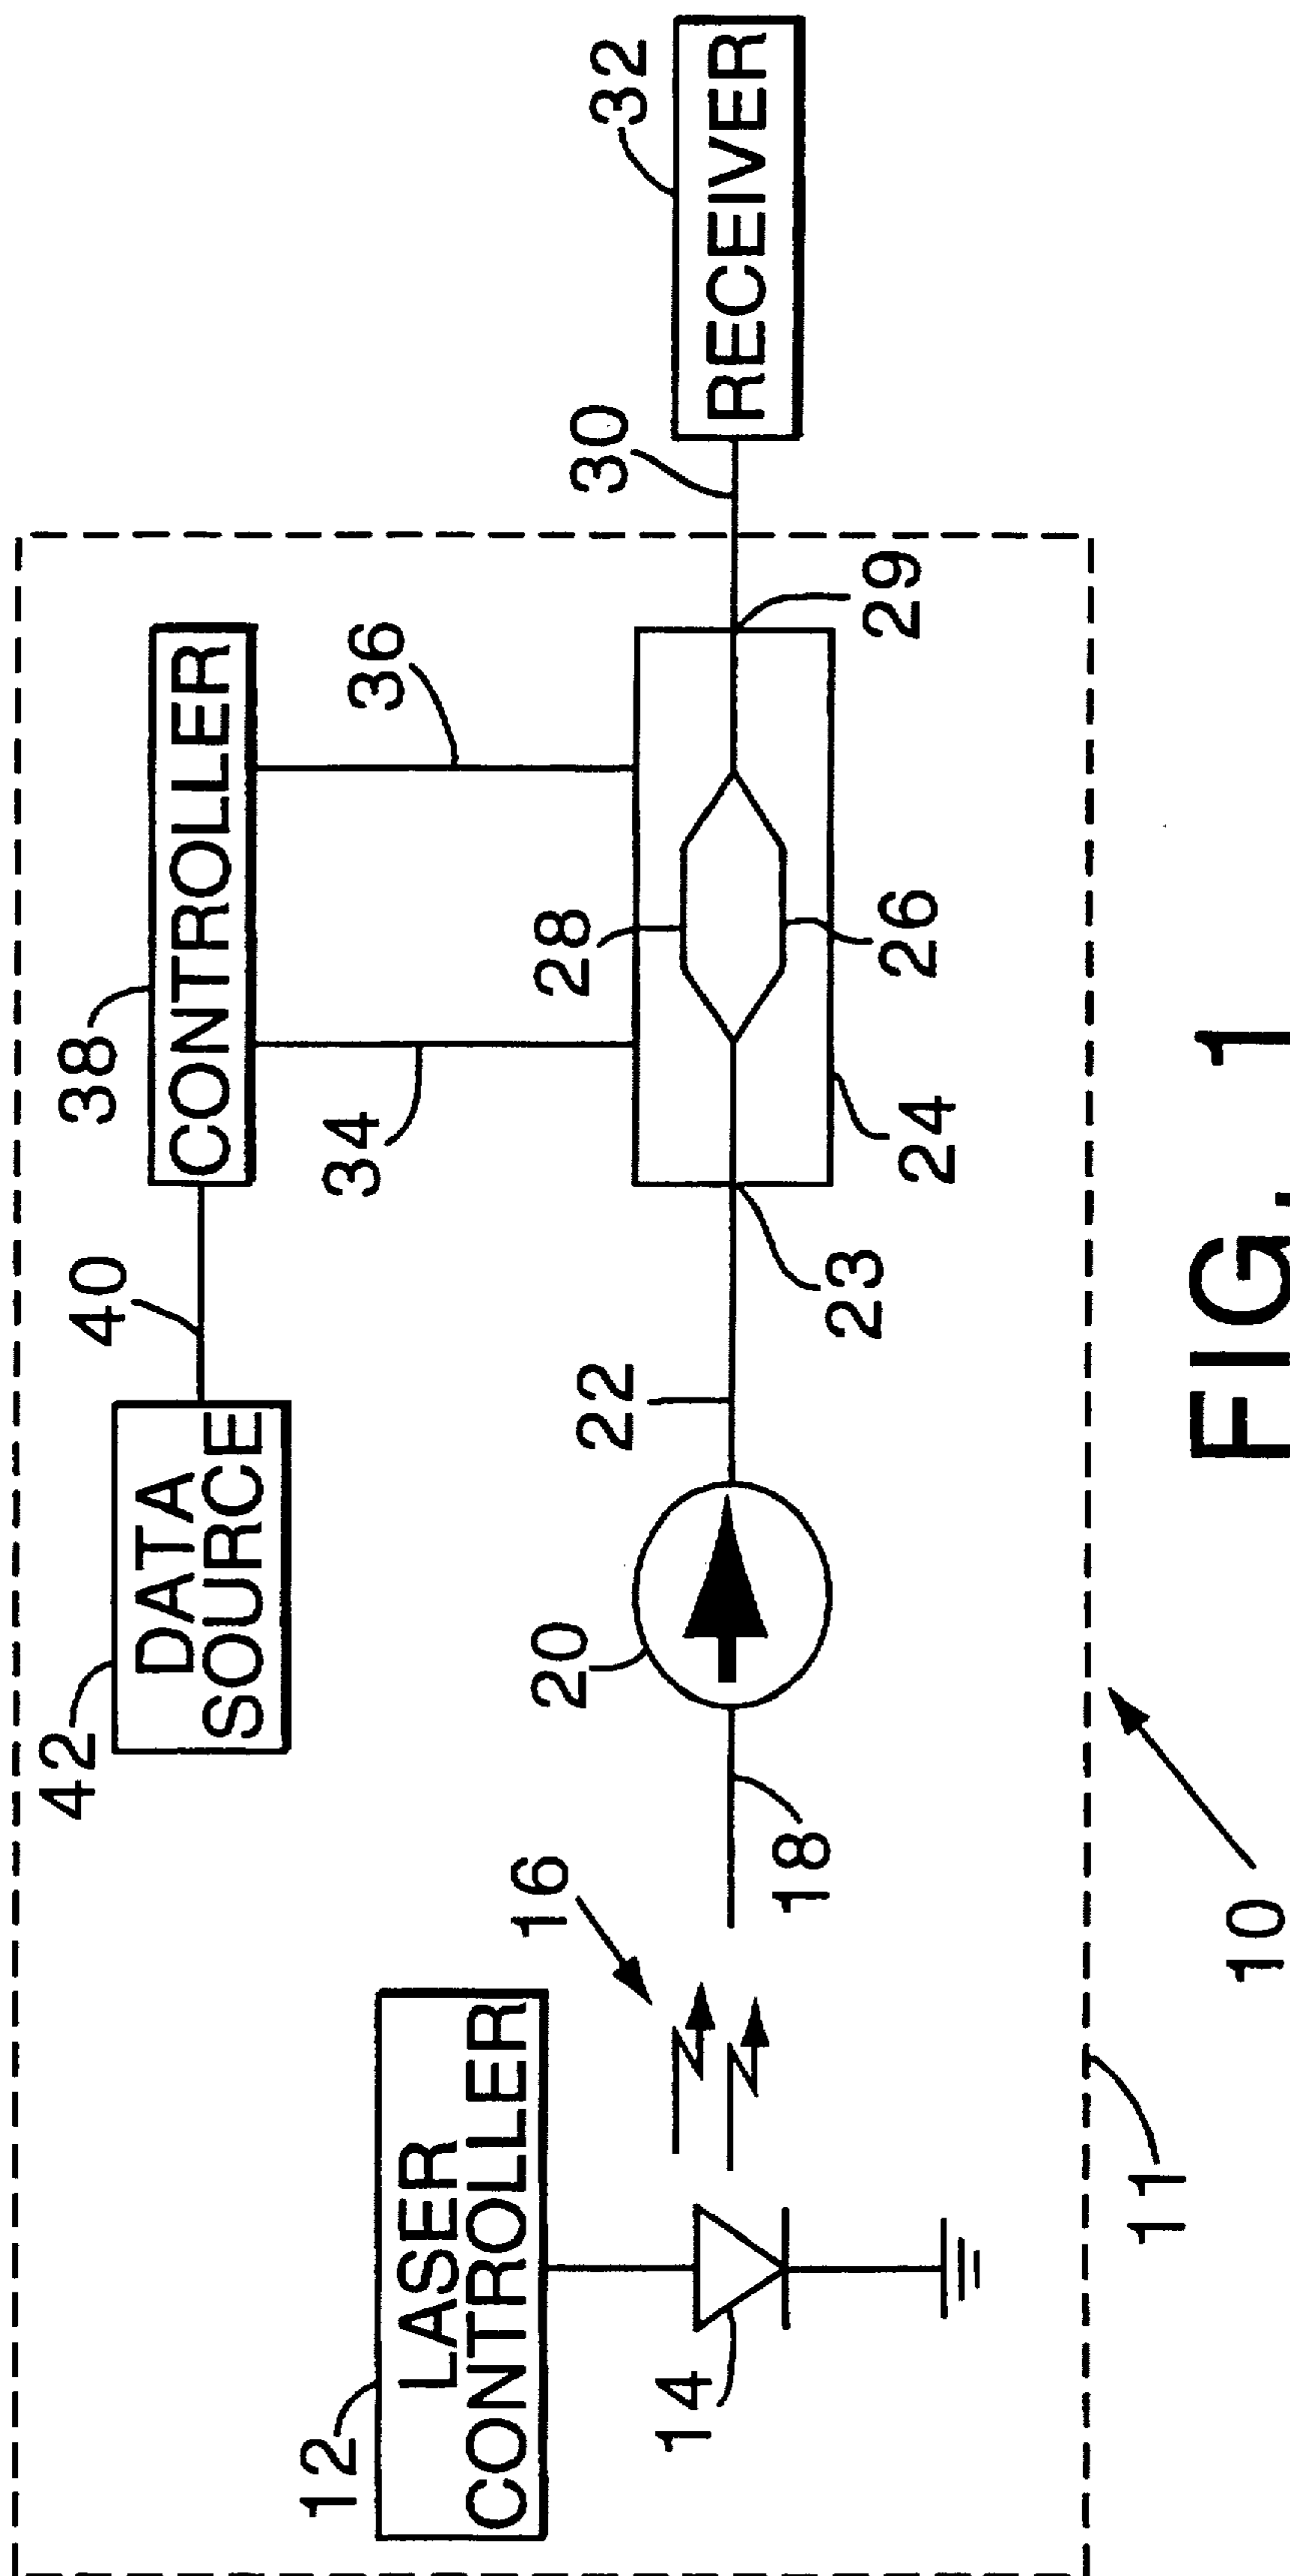 42
DATA
SOURCE
40
38
CONTROLLER
34
36
12
LASER
CONTROLLER
14
16
18
20
22
23
24
28
26
29
30
32
RECEIVER
11
10
FIG. 1